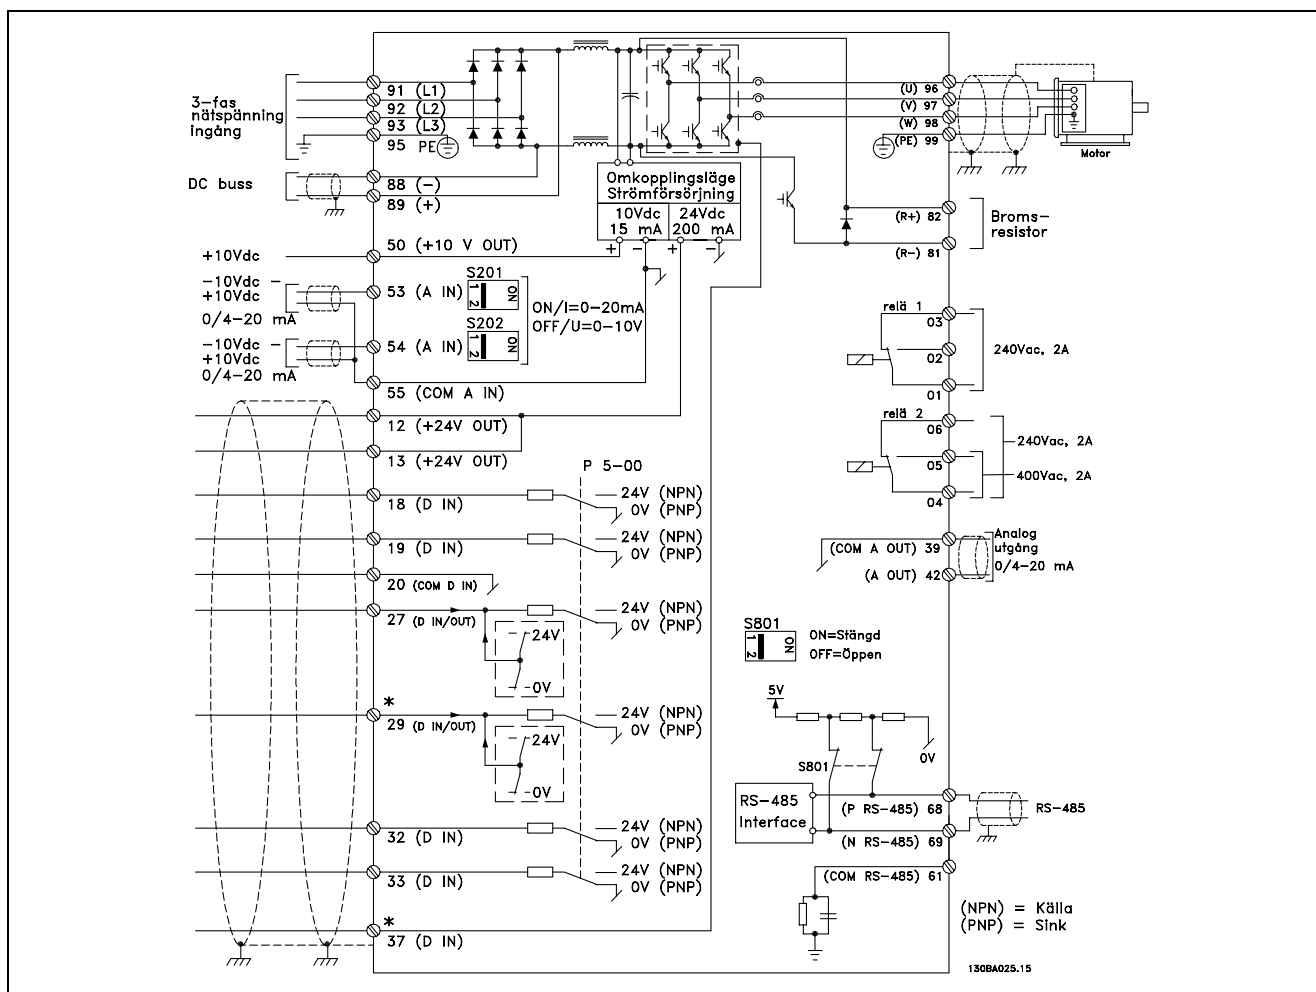 3-fas
nätspänning
ingång
91 (L1)
92 (L2)
93 (L3)
95 PE
DC buss
88 (-)
89 (+)
+10Vdc
50 (+10 V OUT)
-10Vdc -
+10Vdc
0/4-20 mA
53 (A IN)
S201
1 2
ON
ON/I=0-20mA
OFF/U=0-10V
-10Vdc -
+10Vdc
0/4-20 mA
54 (A IN)
S202
1 2
ON
55 (COM A IN)
12 (+24V OUT)
13 (+24V OUT)
P 5-00
18 (D IN)
24V (NPN)
0V (PNP)
19 (D IN)
24V (NPN)
0V (PNP)
20 (COM D IN)
27 (D IN/OUT)
24V (NPN)
0V (PNP)
24V
0V
*
29 (D IN/OUT)
24V (NPN)
0V (PNP)
24V
0V
32 (D IN)
24V (NPN)
0V (PNP)
33 (D IN)
24V (NPN)
0V (PNP)
*
37 (D IN)
Omkopplingsläge
Strömförsörjning
10Vdc
15 mA
24Vdc
200 mA
+ - + -
(U) 96
(V) 97
(W) 98
(PE) 99
Motor
(R+) 82
(R-) 81
Broms-
resistor
relä 1
03
02
01
240Vac, 2A
relä 2
06
05
04
240Vac, 2A
400Vac, 2A
(COM A OUT) 39
(A OUT) 42
Analog
utgång
0/4-20 mA
S801
1 2
ON
ON=Stängd
OFF=Öppen
5V
0V
S801
RS-485
Interface
(P RS-485) 68
(N RS-485) 69
(COM RS-485) 61
RS-485
(NPN) = Källa
(PNP) = Sink
130BA025.15